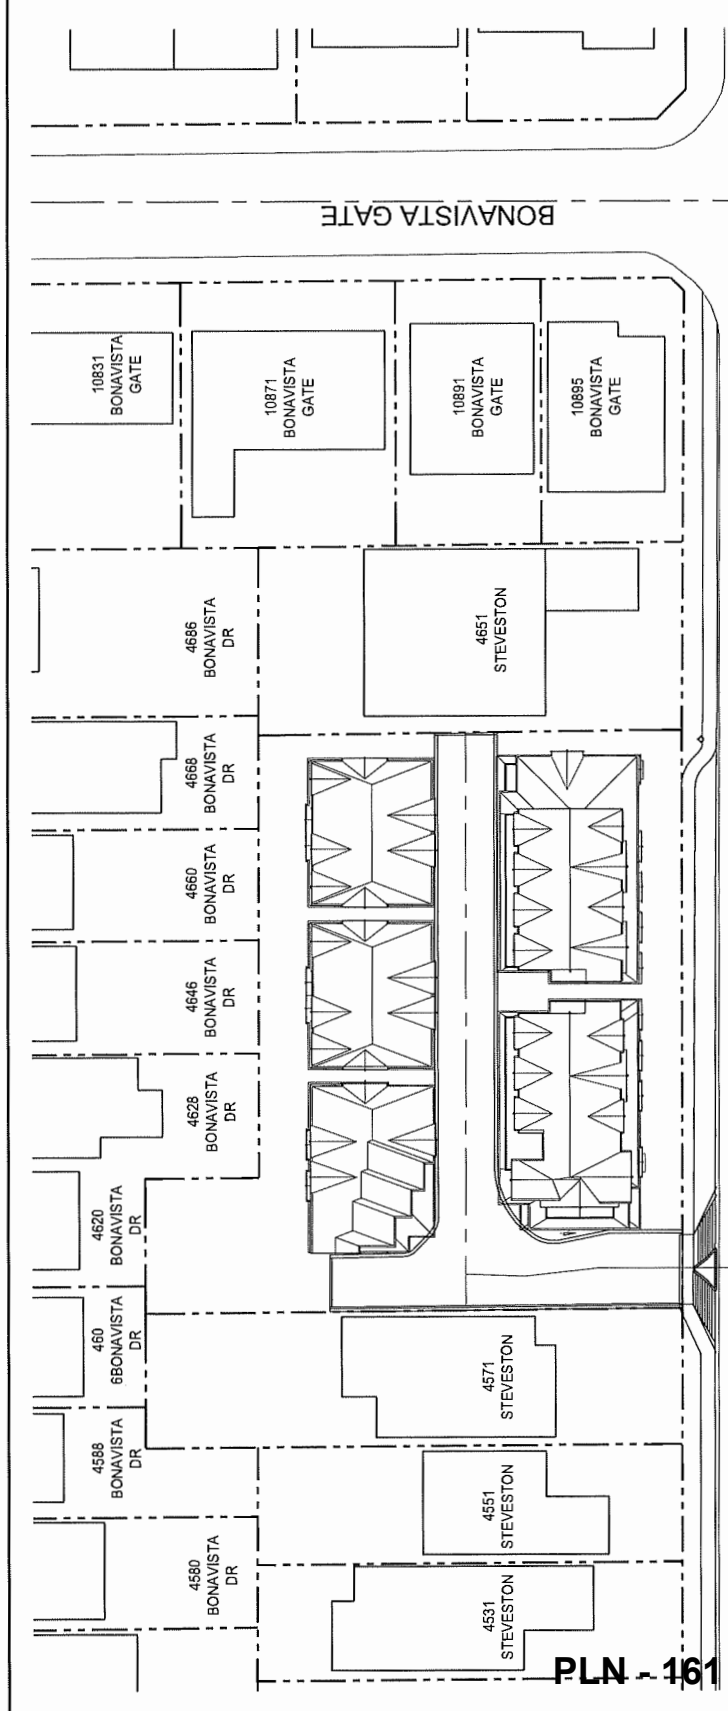 BONAVISTA GATE
10831
BONAVISTA
GATE
10871
BONAVISTA
GATE
10891
BONAVISTA
GATE
10895
BONAVISTA
GATE
4686
BONAVISTA
DR
4651
STEVESTON
4668
BONAVISTA
DR
4660
BONAVISTA
DR
4646
BONAVISTA
DR
4628
BONAVISTA
DR
4620
BONAVISTA
DR
460
6BONAVISTA
DR
4571
STEVESTON
4588
BONAVISTA
DR
4551
STEVESTON
4580
BONAVISTA
DR
4531
STEVESTON
PLN - 161